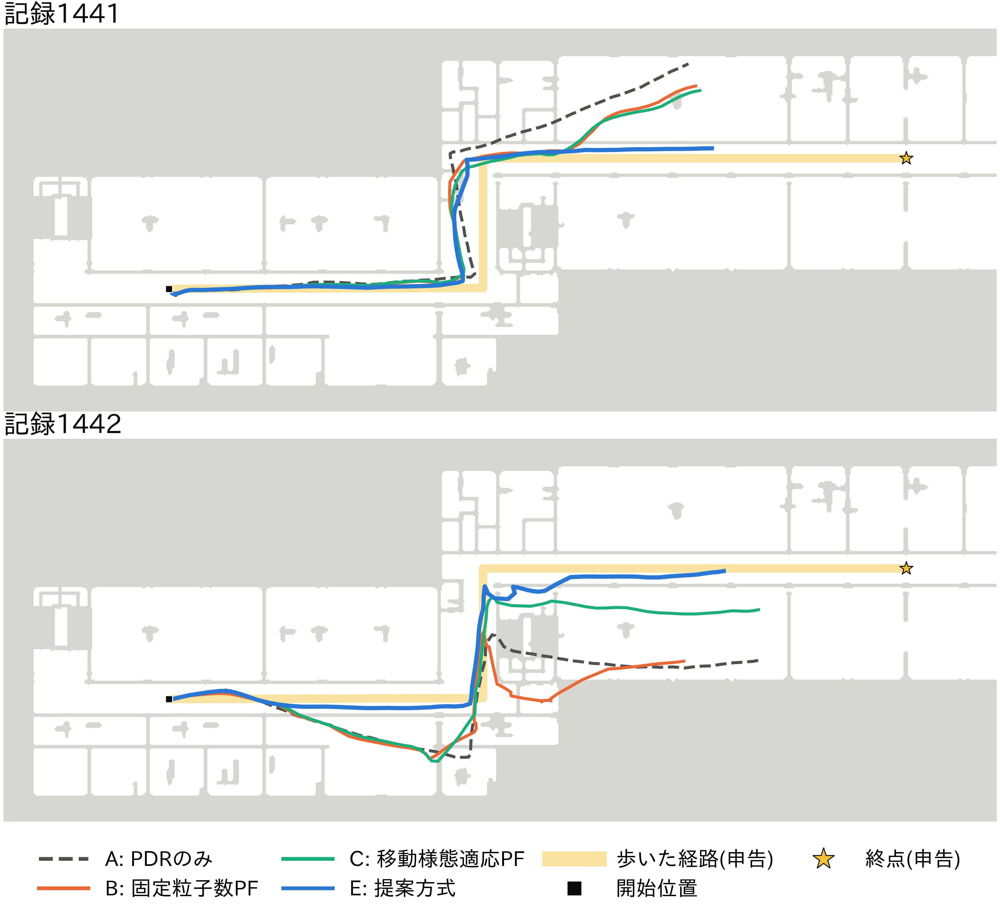 記録1441
記録1442
A: PDRのみ
C: 移動様態適応PF
歩いた経路(申告)
終点(申告)
B: 固定粒子数PF
E: 提案方式
開始位置